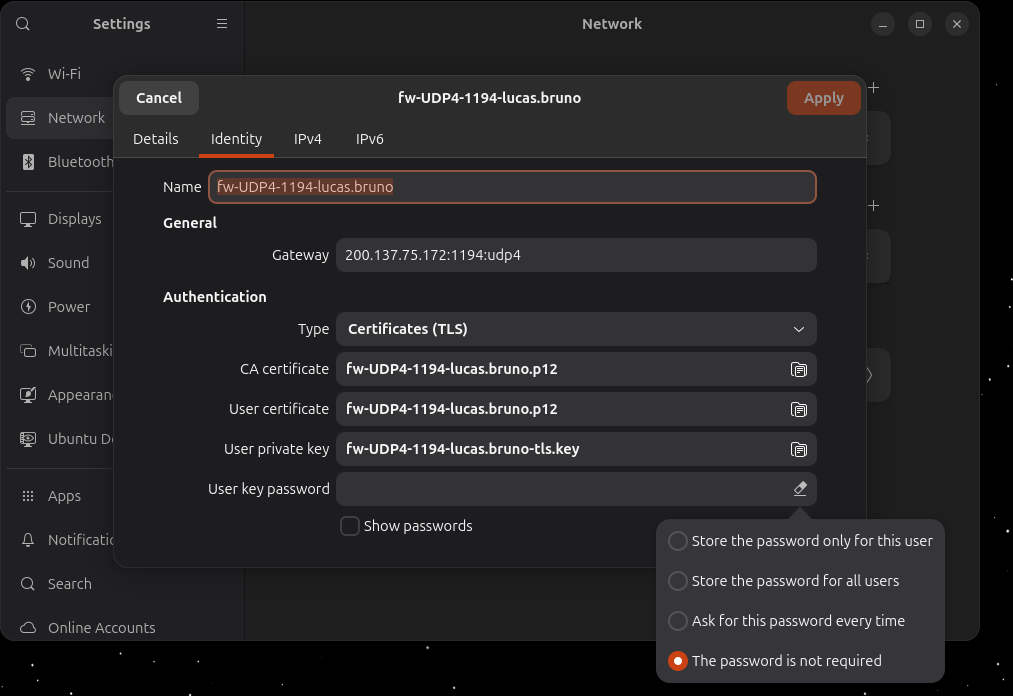 Settings
Network
Wi-Fi
Network
Bluetooth
Displays
Sound
Power
Multitaski
Appearan
Ubuntu De
Apps
Notificatio
Search
Online Accounts
Cancel
fw-UDP4-1194-lucas.bruno
Apply
Details
Identity
IPv4
IPv6
Name fw-UDP4-1194-lucas.bruno
General
Gateway 200.137.75.172:1194:udp4
Authentication
Type Certificates (TLS)
CA certificate fw-UDP4-1194-lucas.bruno.p12
User certificate fw-UDP4-1194-lucas.bruno.p12
User private key fw-UDP4-1194-lucas.bruno-tls.key
User key password
Show passwords
Store the password only for this user
Store the password for all users
Ask for this password every time
The password is not required